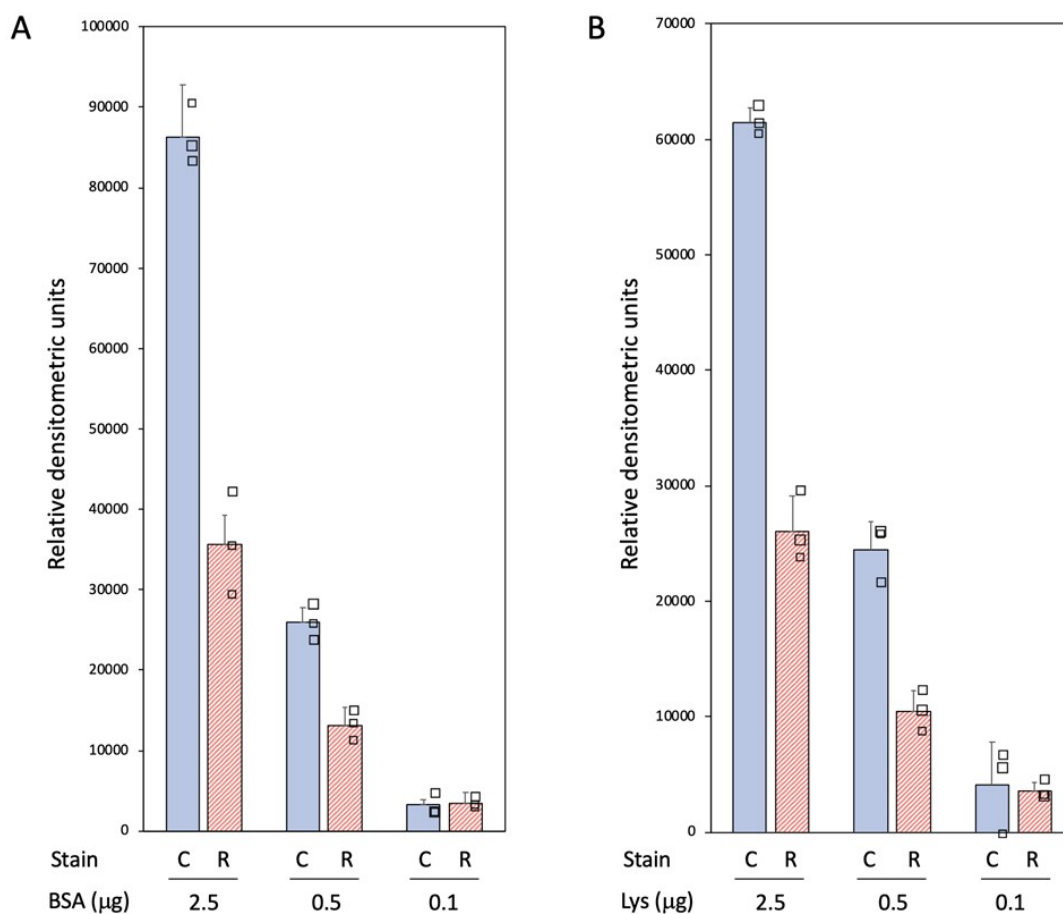 A
Relative densitometric units
100000
90000
80000
70000
60000
50000
40000
30000
20000
10000
0
Stain C R C R C R
BSA (µg) 2.5 0.5 0.1
B
Relative densitometric units
70000
60000
50000
40000
30000
20000
10000
0
Stain C R C R C R
Lys (µg) 2.5 0.5 0.1